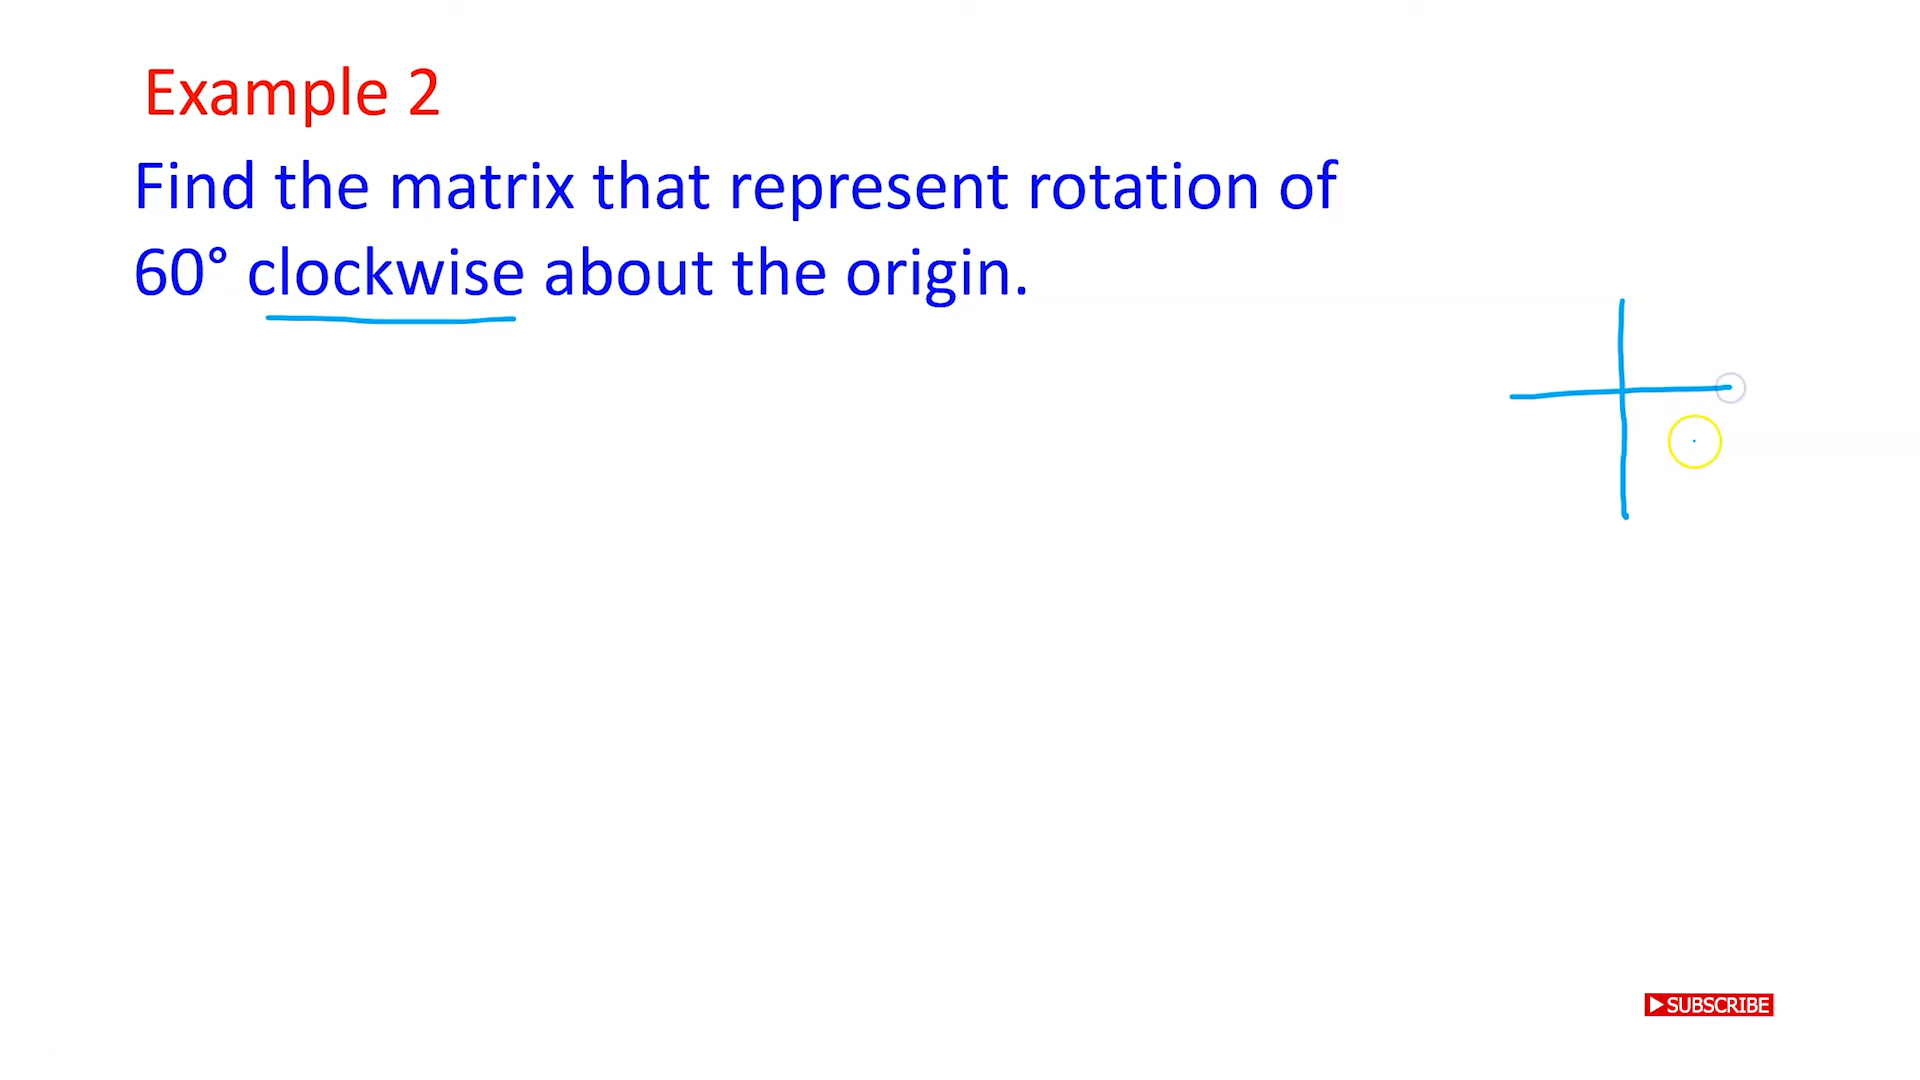 Example 2
Find the matrix that represent rotation of
60° clockwise about the origin.
SUBSCRIBE